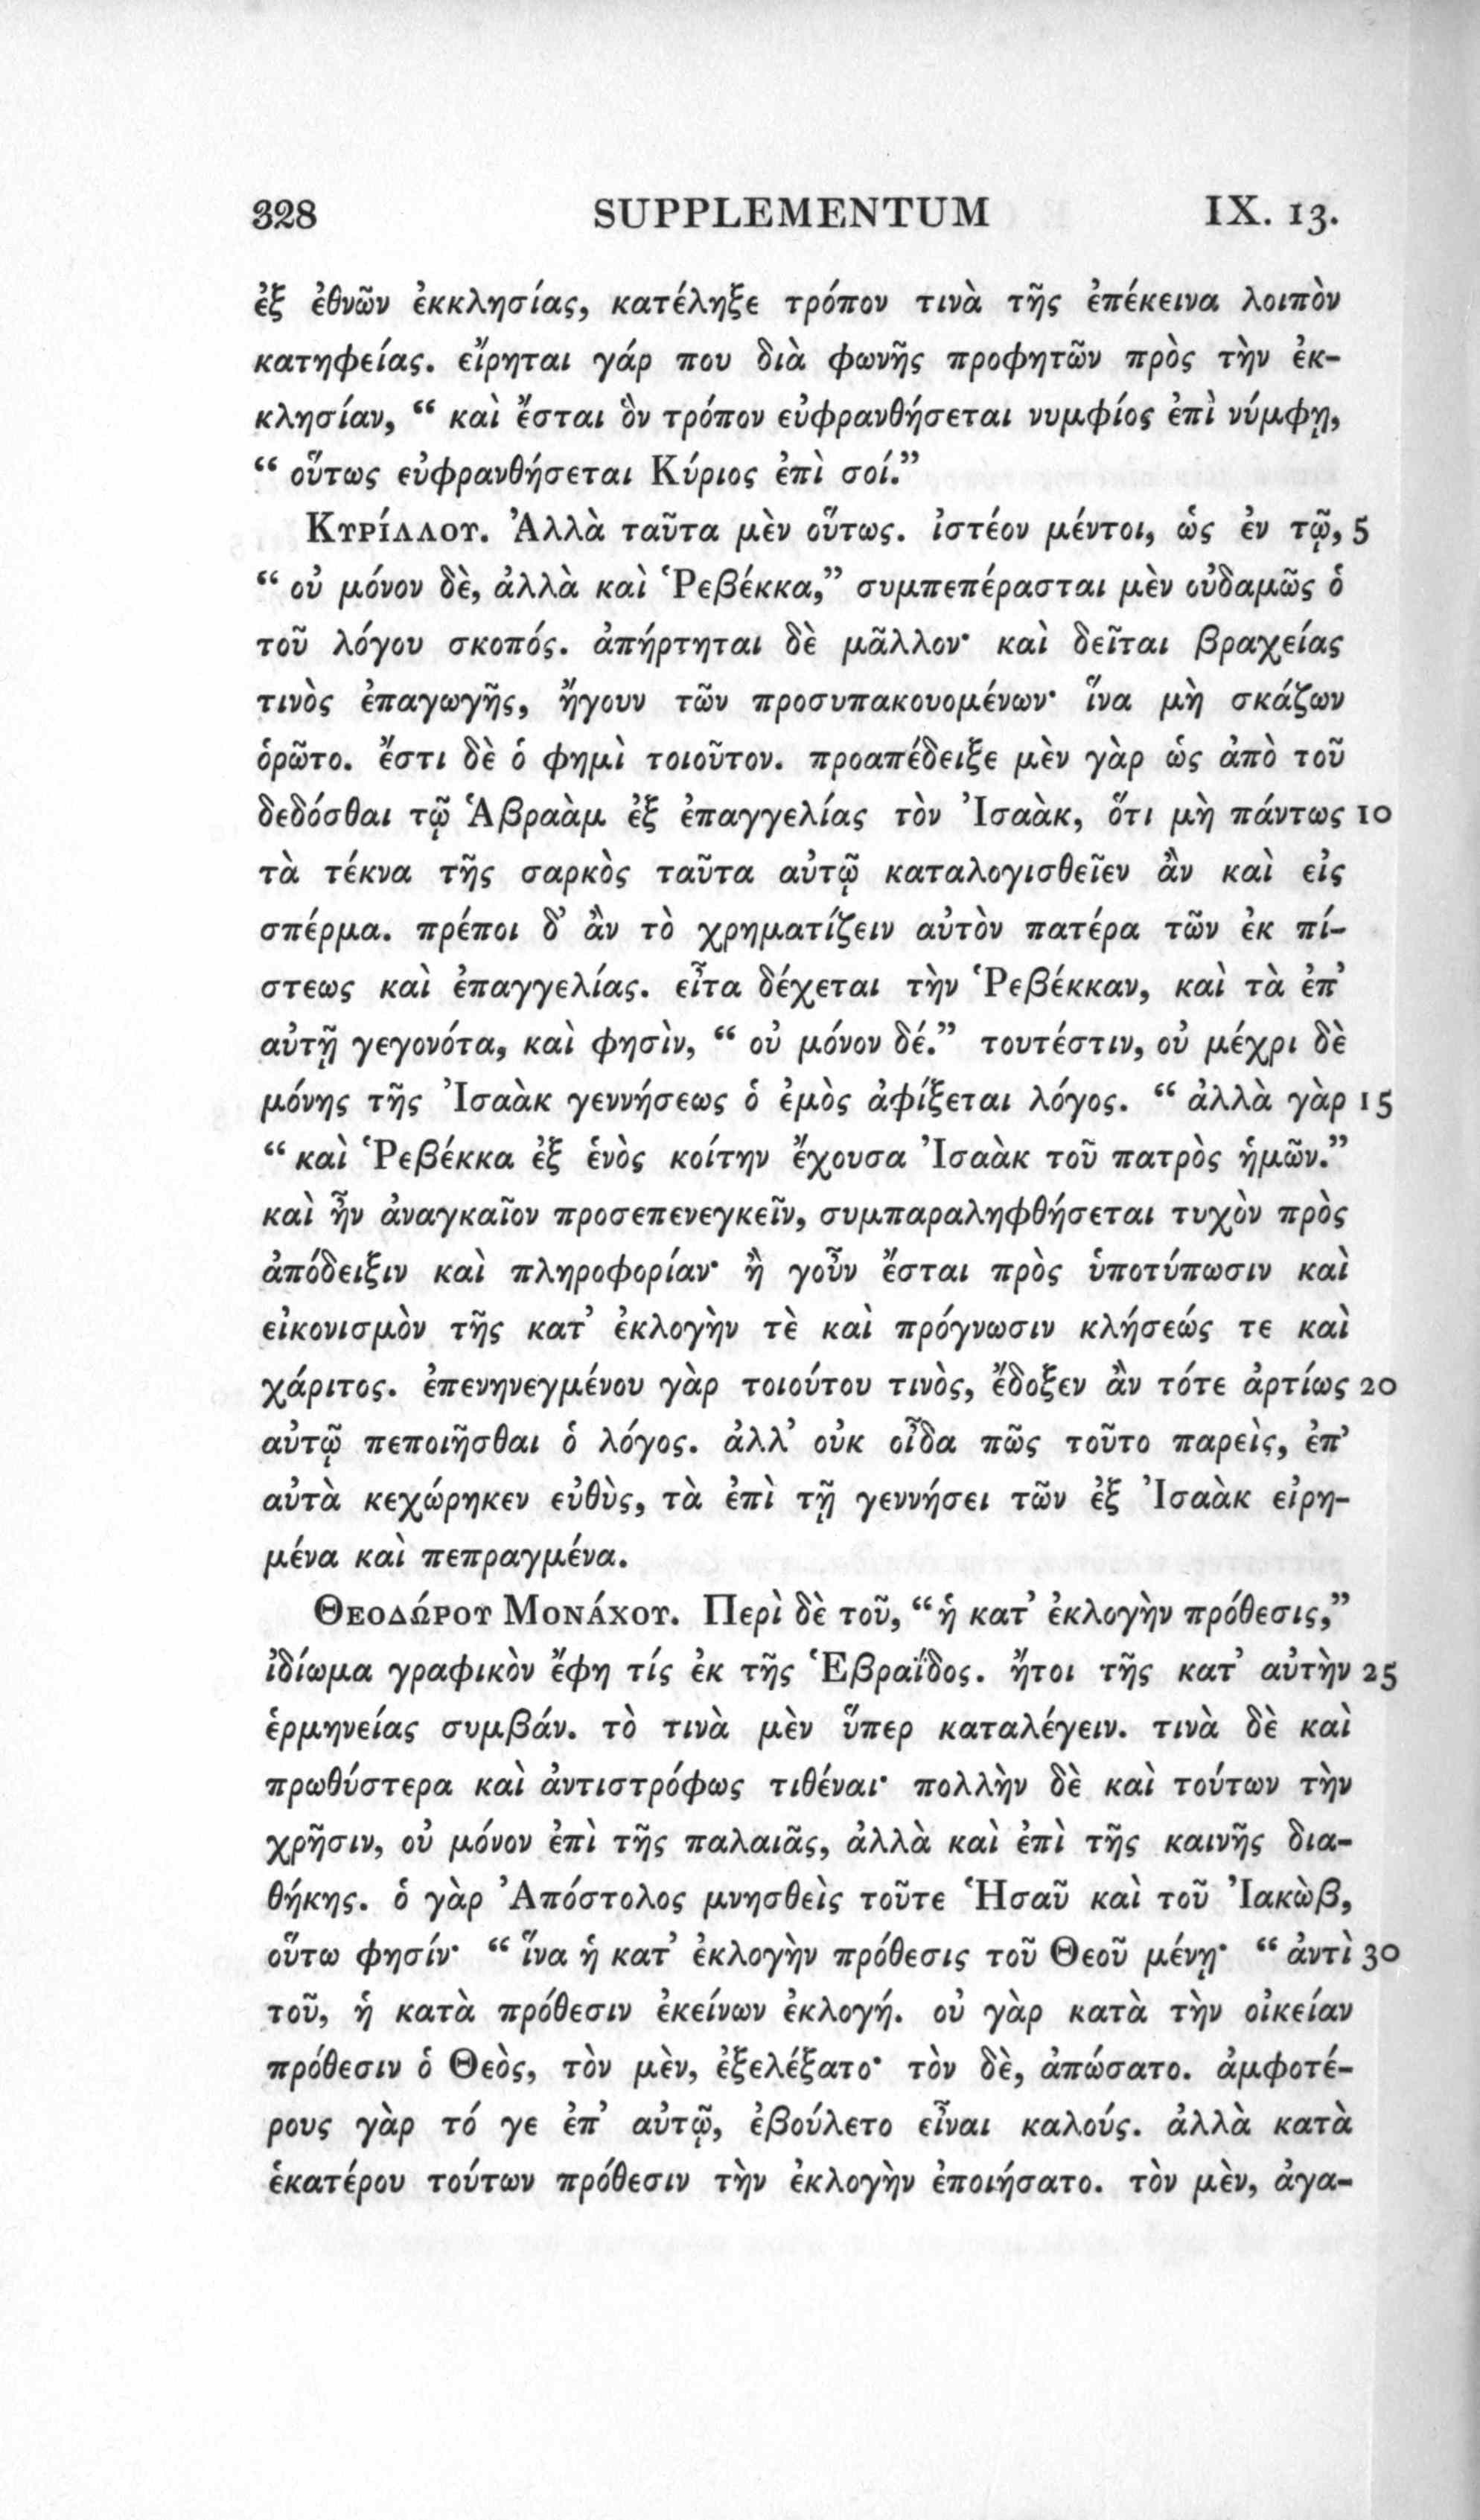 328 SUPPLEMENTUM IX. 13.
ἐξ ἐθνῶν ἐκκλησίας, κατέληξε τρόπον τινὰ τῆς ἐπέκεινα λοιπὸν
κατηφείας. εἴρηται γάρ που διὰ φωνῆς προφητῶν πρὸς τὴν ἐκ-
κλησίαν, “ καὶ ἔσται ὃν τρόπον εὐφρανθήσεται νυμφίος ἐπὶ νύμφῃ,
“ οὕτως εὐφρανθήσεται Κύριος ἐπὶ σοί.”
Κυρίλλου. Ἀλλὰ ταῦτα μὲν οὕτως. ἰστέον μέντοι, ὡς ἐν τῷ, 5
“ οὐ μόνον δὲ, ἀλλὰ καὶ Ῥεβέκκα,” συμπεπέρασται μὲν οὐδαμῶς ὁ
τοῦ λόγου σκοπός. ἀπήρτηται δὲ μᾶλλον· καὶ δεῖται βραχείας
τινὸς ἐπαγωγῆς, ἤγουν τῶν προσυπακουομένων· ἵνα μὴ σκάζων
ὁρῶτο. ἔστι δὲ ὁ φημὶ τοιοῦτον. προαπέδειξε μὲν γὰρ ὡς ἀπὸ τοῦ
δεδόσθαι τῷ Ἁβραὰμ ἐξ ἐπαγγελίας τὸν Ἰσαὰκ, ὅτι μὴ πάντως 10
τὰ τέκνα τῆς σαρκὸς ταῦτα αὐτῷ καταλογισθεῖεν ἂν καὶ εἰς
σπέρμα. πρέποι δ’ ἂν τὸ χρηματίζειν αὐτὸν πατέρα τῶν ἐκ πί-
στεως καὶ ἐπαγγελίας. εἶτα δέχεται τὴν Ῥεβέκκαν, καὶ τὰ ἐπ’
αὐτῇ γεγονότα, καὶ φησὶν, “ οὐ μόνον δέ.” τουτέστιν, οὐ μέχρι δὲ
μόνης τῆς Ἰσαὰκ γεννήσεως ὁ ἐμὸς ἀφίξεται λόγος. “ ἀλλὰ γὰρ 15
“ καὶ Ῥεβέκκα ἐξ ἑνὸς κοίτην ἔχουσα Ἰσαὰκ τοῦ πατρὸς ἡμῶν.”
καὶ ἦν ἀναγκαῖον προσεπενεγκεῖν, συμπαραληφθήσεται τυχὸν πρὸς
ἀπόδειξιν καὶ πληροφορίαν· ἢ γοῦν ἔσται πρὸς ὑποτύπωσιν καὶ
εἰκονισμὸν τῆς κατ’ ἐκλογὴν τὲ καὶ πρόγνωσιν κλήσεώς τε καὶ
χάριτος. ἐπενηνεγμένου γὰρ τοιούτου τινὸς, ἔδοξεν ἂν τότε ἀρτίως 20
αὐτῷ πεποιῆσθαι ὁ λόγος. ἀλλ’ οὐκ οἶδα πῶς τοῦτο παρεὶς, ἐπ’
αὐτὰ κεχώρηκεν εὐθὺς, τὰ ἐπὶ τῇ γεννήσει τῶν ἐξ Ἰσαὰκ εἰρη-
μένα καὶ πεπραγμένα.
Θεοδώρου Μονάχου. Περὶ δὲ τοῦ, “ ἡ κατ’ ἐκλογὴν πρόθεσις,”
ἰδίωμα γραφικὸν ἔφη τίς ἐκ τῆς Ἑβραΐδος. ἤτοι τῆς κατ’ αὐτὴν 25
ἑρμηνείας συμβάν. τὸ τινὰ μὲν ὕπερ καταλέγειν. τινὰ δὲ καὶ
πρωθύστερα καὶ ἀντιστρόφως τιθέναι· πολλὴν δὲ καὶ τούτων τὴν
χρῆσιν, οὐ μόνον ἐπὶ τῆς παλαιᾶς, ἀλλὰ καὶ ἐπὶ τῆς καινῆς δια-
θήκης. ὁ γὰρ Ἀπόστολος μνησθεὶς τοῦτε Ἡσαῦ καὶ τοῦ Ἰακὼβ,
οὕτω φησίν· “ ἵνα ἡ κατ’ ἐκλογὴν πρόθεσις τοῦ Θεοῦ μένῃ· “ ἀντὶ 30
τοῦ, ἡ κατὰ πρόθεσιν ἐκείνων ἐκλογή. οὐ γὰρ κατὰ τὴν οἰκείαν
πρόθεσιν ὁ Θεὸς, τὸν μὲν, ἐξελέξατο· τὸν δὲ, ἀπώσατο. ἀμφοτέ-
ρους γὰρ τό γε ἐπ’ αὐτῷ, ἐβούλετο εἶναι καλούς. ἀλλὰ κατὰ
ἑκατέρου τούτων πρόθεσιν τὴν ἐκλογὴν ἐποιήσατο. τὸν μὲν, ἀγα-